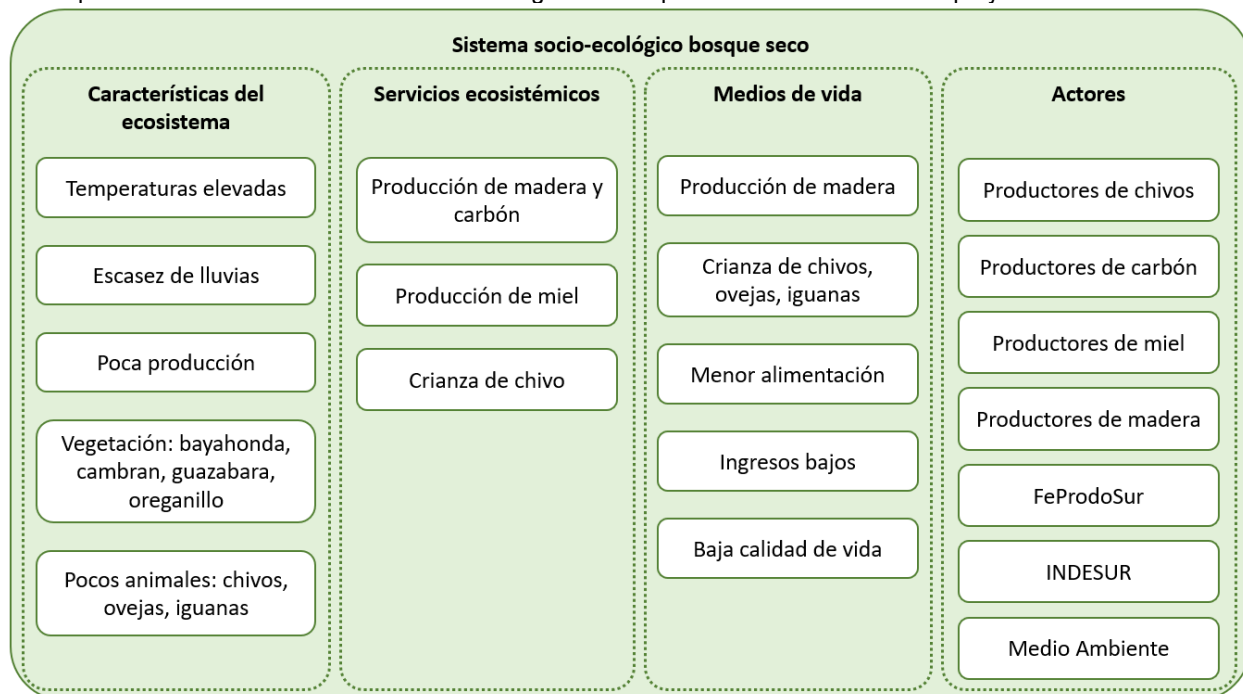 Sistema socio-ecológico bosque seco
Características del
ecosistema
Temperaturas elevadas
Escasez de lluvias
Poca producción
Vegetación: bayahonda,
cambran, guazabara,
oreganillo
Pocos animales: chivos,
ovejas, iguanas
Servicios ecosistémicos
Producción de madera y
carbón
Producción de miel
Crianza de chivo
Medios de vida
Producción de madera
Crianza de chivos,
ovejas, iguanas
Menor alimentación
Ingresos bajos
Baja calidad de vida
Actores
Productores de chivos
Productores de carbón
Productores de miel
Productores de madera
FeProdoSur
INDESUR
Medio Ambiente